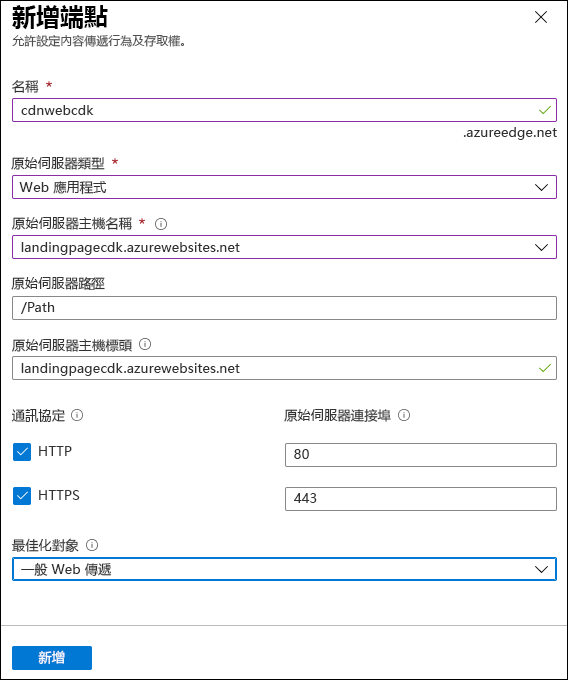 新增端點
允許設定內容傳遞行為及存取權。
名稱 *
cdnwebcdk
.azureedge.net
原始伺服器類型 *
Web 應用程式
原始伺服器主機名稱 *
landingpagecdk.azurewebsites.net
原始伺服器路徑
/Path
原始伺服器主機標頭
landingpagecdk.azurewebsites.net
通訊協定 原始伺服器連接埠
HTTP 80
HTTPS 443
最佳化對象
一般 Web 傳遞
新增